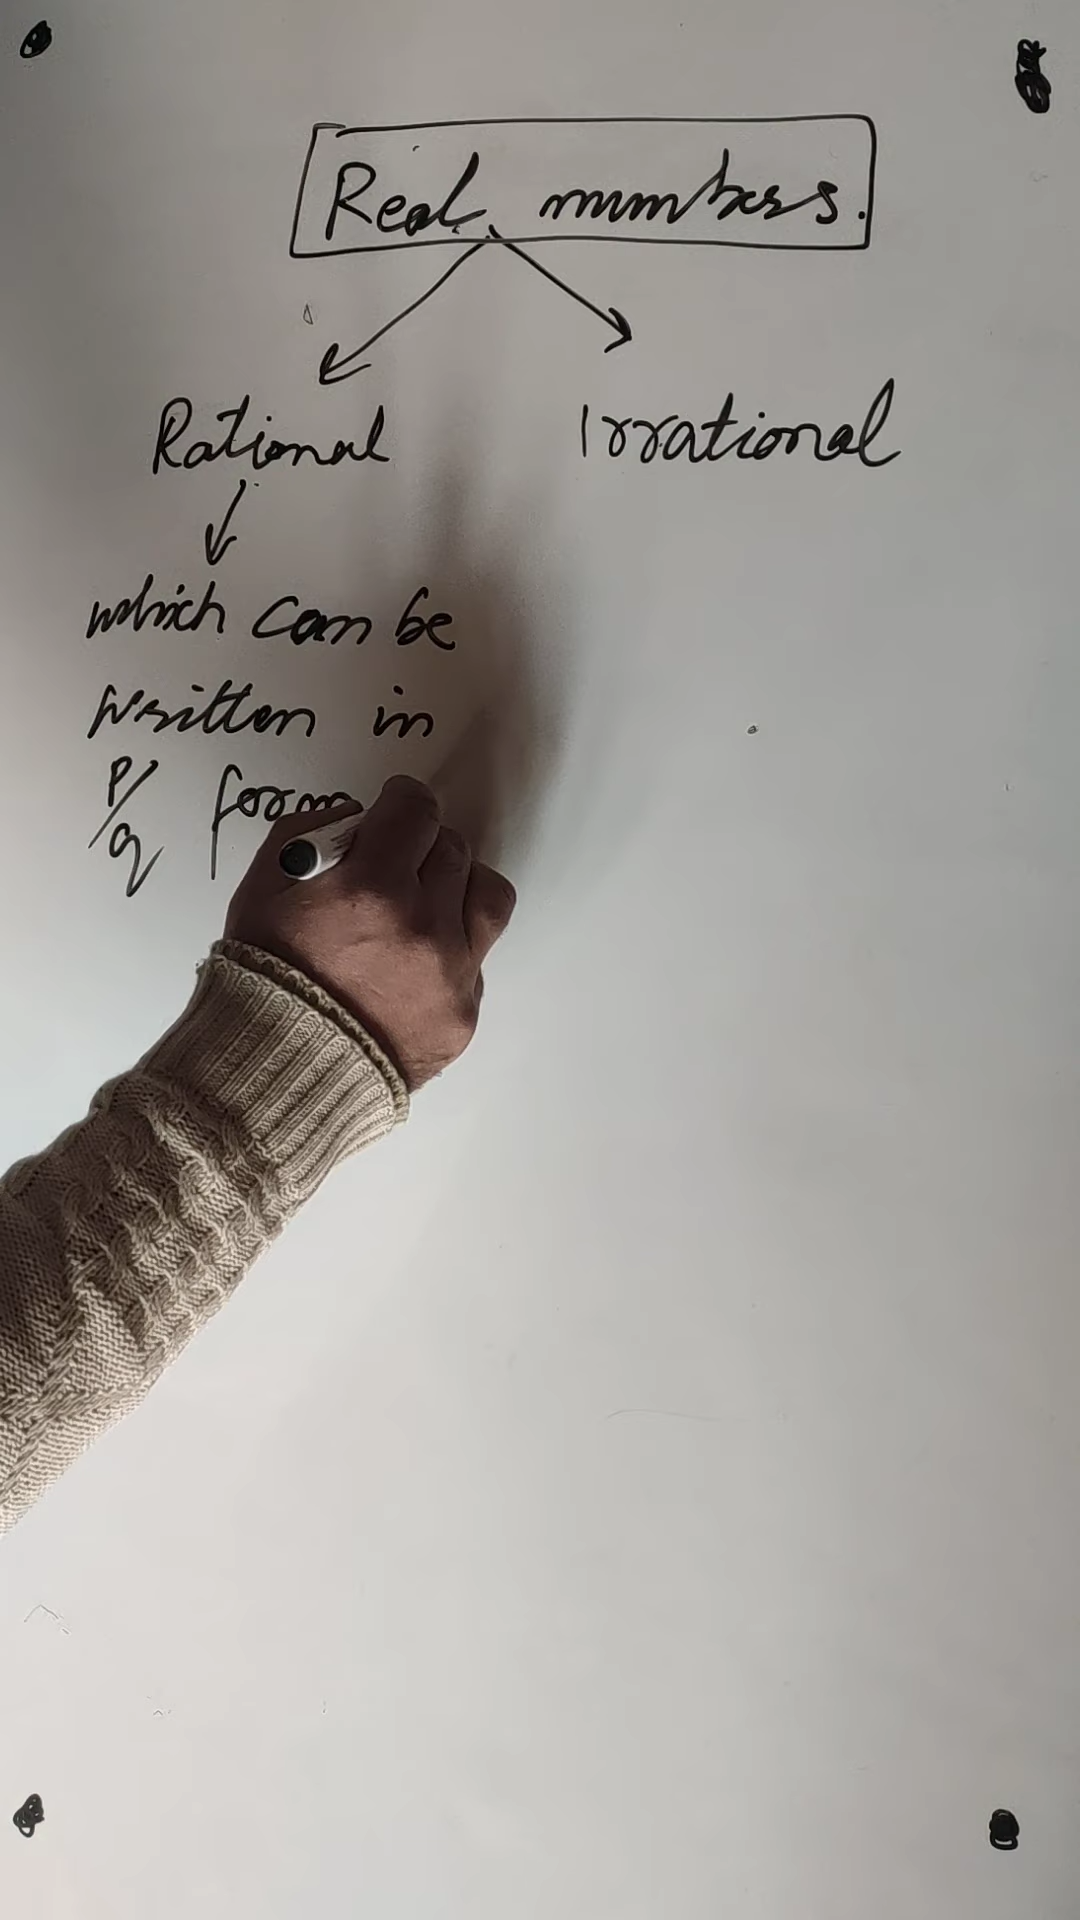 Real numbers.
Rational
Irrational
which can be
written in
p/q form